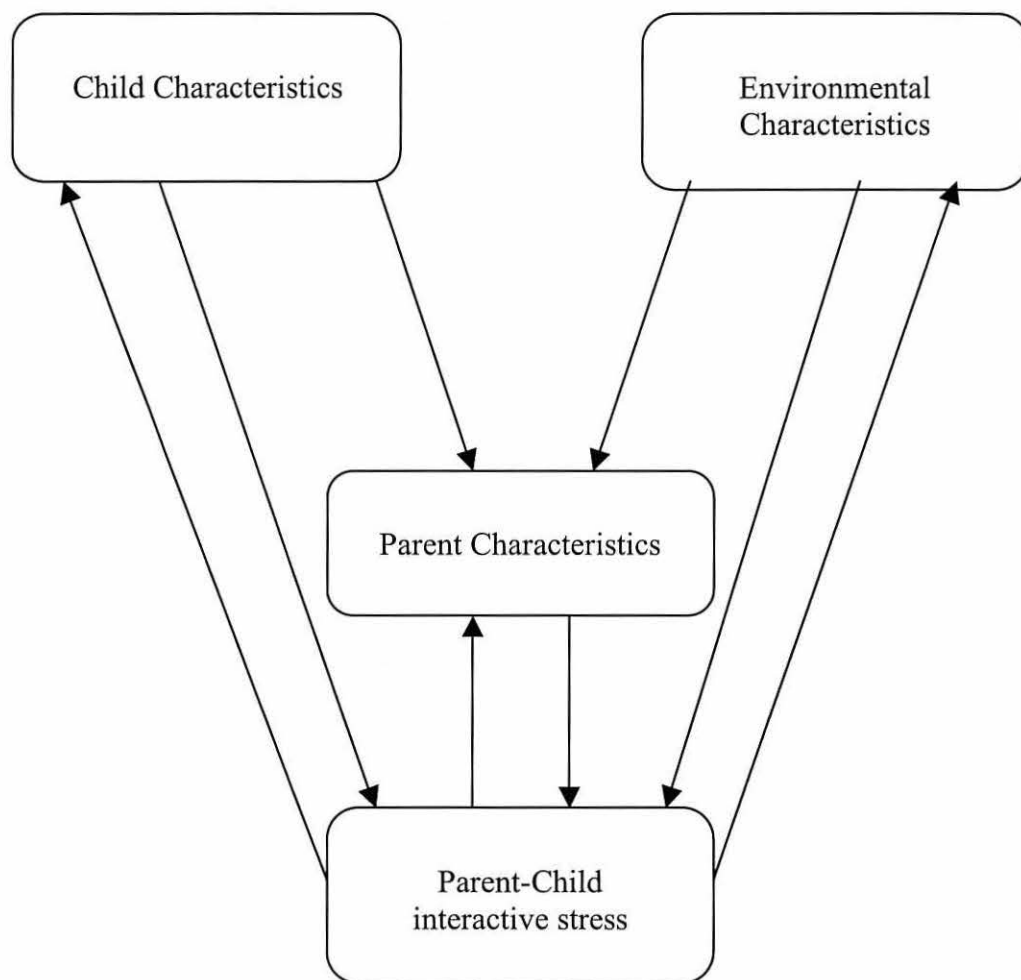 Child Characteristics
Environmental
Characteristics
Parent Characteristics
Parent-Child
interactive stress